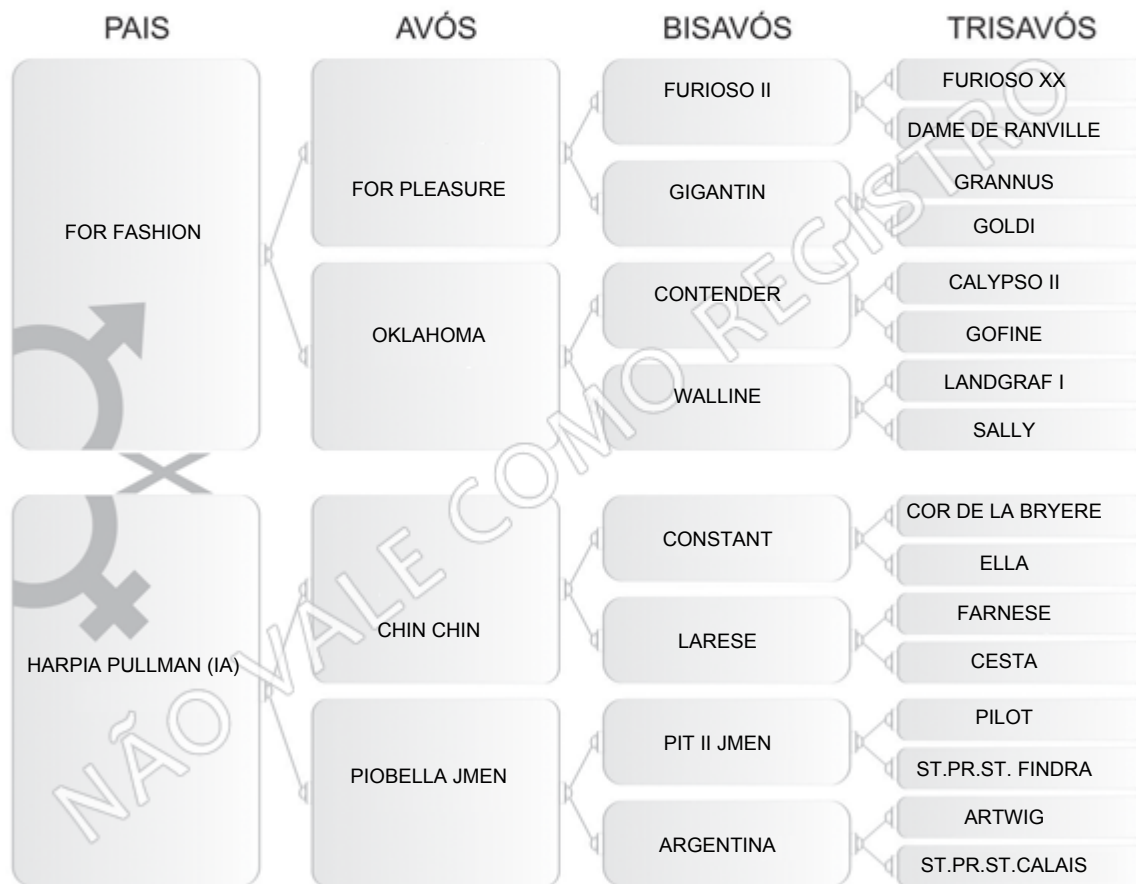 PAIS AVÓS BISAVÓS TRISAVÓS
FOR FASHION
FOR PLEASURE
OKLAHOMA
FURIOSO II
GIGANTIN
CONTENDER
WALLINE
FURIOSO XX
DAME DE RANVILLE
GRANNUS
GOLDI
CALYPSO II
GOFINE
LANDGRAF I
SALLY
HARPIA PULLMAN (IA)
CHIN CHIN
PIOBELLA JMEN
CONSTANT
LARESE
PIT II JMEN
ARGENTINA
COR DE LA BRYERE
ELLA
FARNESE
CESTA
PILOT
ST.PR.ST. FINDRA
ARTWIG
ST.PR.ST.CALAIS
NÃO VALE COMO REGISTRO